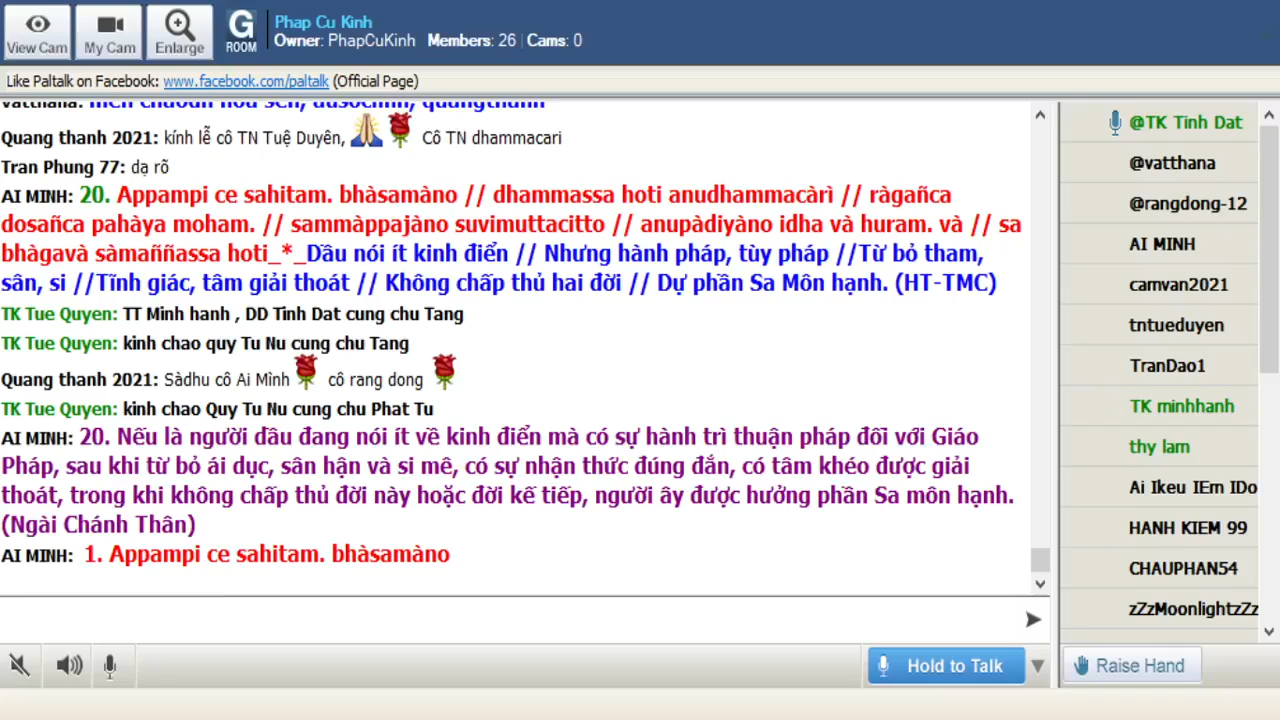 View Cam
My Cam
Enlarge
G
ROOM
Phap Cu Kinh
Owner: PhapCuKinh Members: 26 | Cams: 0
Like Paltalk on Facebook: www.facebook.com/paltalk (Official Page)
vatthana: mến chàodh hoa sen, ausochinh, quangthanh
Quang thanh 2021: kính lễ cô TN Tuệ Duyên, Cô TN dhammacari
Tran Phung 77: dạ rõ
AI MINH: 20. Appampi ce sahitam. bhàsamàno // dhammassa hoti anudhammacàrì // ràgañca
dosañca pahàya moham. // sammàppajàno suvimuttacitto // anupàdiyàno idha và huram. và // sa
bhàgavà sàmaññassa hoti_*_Dầu nói ít kinh điển // Nhưng hành pháp, tùy pháp //Từ bỏ tham,
sân, si //Tĩnh giác, tâm giải thoát // Không chấp thủ hai đời // Dự phần Sa Môn hạnh. (HT-TMC)
TK Tue Quyen: TT Minh hanh , DD Tinh Dat cung chu Tang
TK Tue Quyen: kinh chao quy Tu Nu cung chu Tang
Quang thanh 2021: Sàdhu cô Ai Mình cô rang dong
TK Tue Quyen: kinh chao Quy Tu Nu cung chu Phat Tu
AI MINH: 20. Nếu là người dầu đang nói ít về kinh điển mà có sự hành trì thuận pháp đối với Giáo
Pháp, sau khi từ bỏ ái dục, sân hận và si mê, có sự nhận thức đúng đắn, có tâm khéo được giải
thoát, trong khi không chấp thủ đời này hoặc đời kế tiếp, người ây được hưởng phần Sa môn hạnh.
(Ngài Chánh Thân)
AI MINH: 1. Appampi ce sahitam. bhàsamàno
Hold to Talk
@TK Tinh Dat
@vatthana
@rangdong-12
AI MINH
camvan2021
tntueduyen
TranDao1
TK minhhanh
thy lam
Ai Ikeu IEm IDo
HANH KIEM 99
CHAUPHAN54
zZzMoonlightzZz
Raise Hand